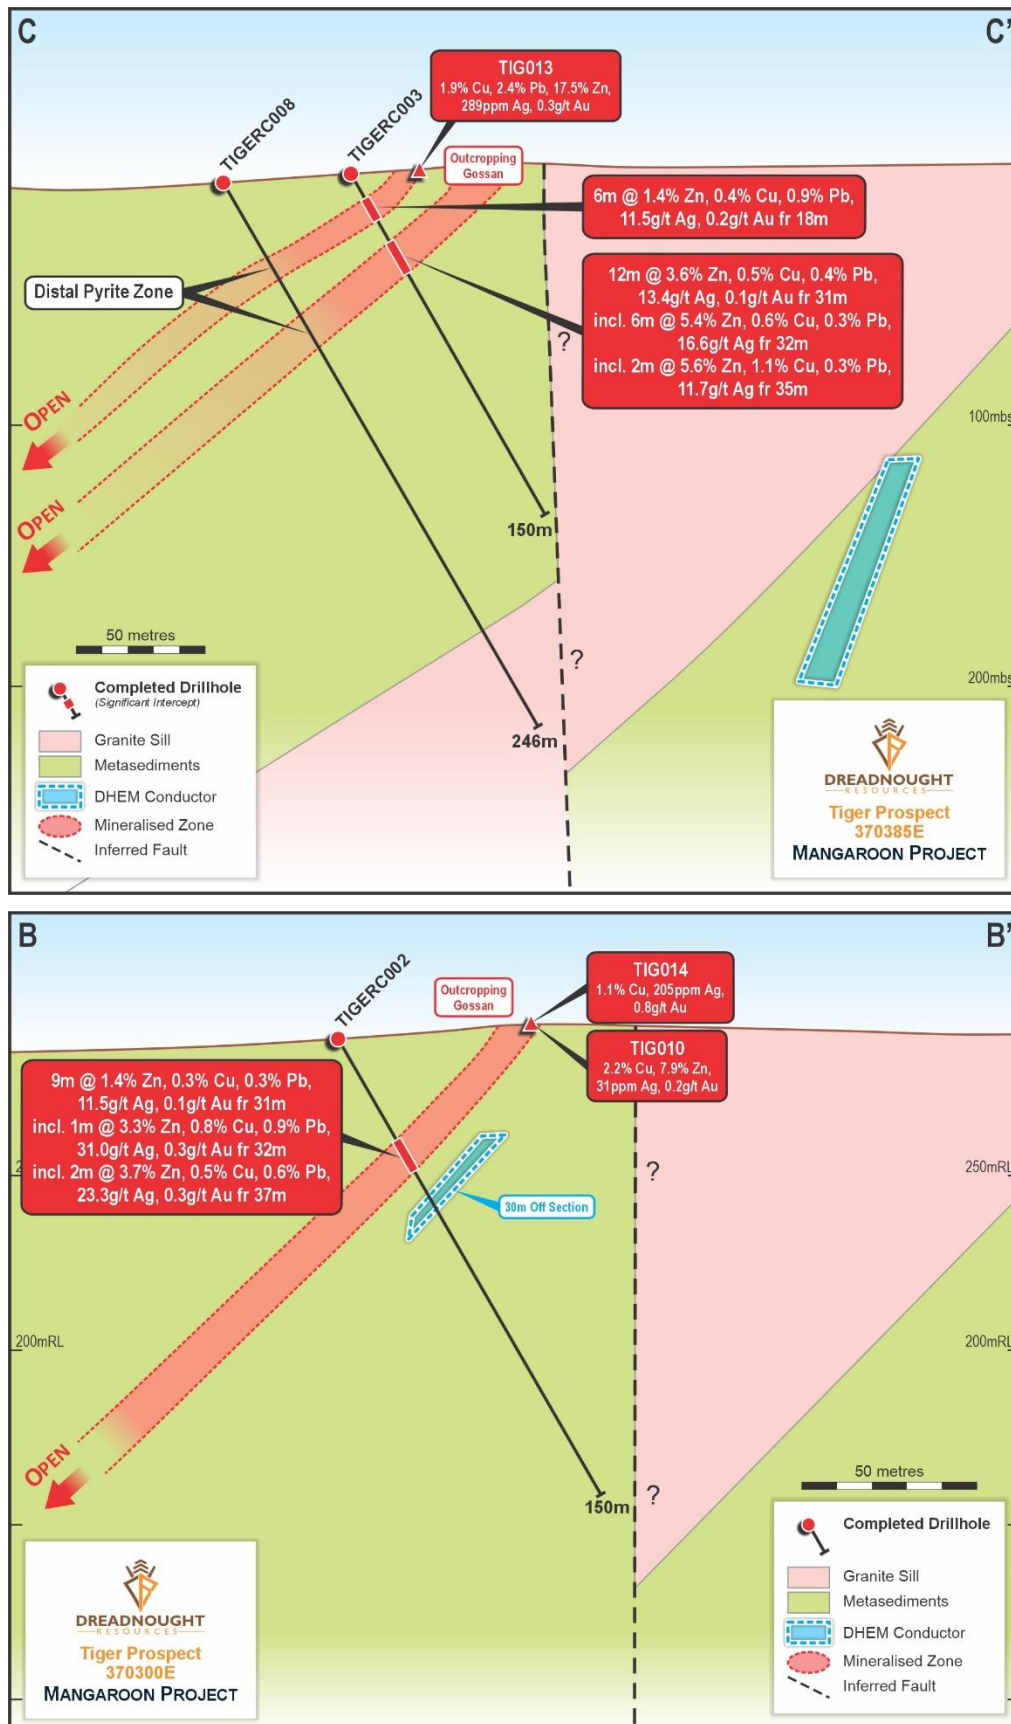 C
C'
TIGERC008
TIGERC003
TIG013
1.9% Cu, 2.4% Pb, 17.5% Zn,
289ppm Ag, 0.3g/t Au
Outcropping
Gossan
6m @ 1.4% Zn, 0.4% Cu, 0.9% Pb,
11.5g/t Ag, 0.2g/t Au fr 18m
12m @ 3.6% Zn, 0.5% Cu, 0.4% Pb,
13.4g/t Ag, 0.1g/t Au fr 31m
incl. 6m @ 5.4% Zn, 0.6% Cu, 0.3% Pb,
16.6g/t Ag fr 32m
incl. 2m @ 5.6% Zn, 1.1% Cu, 0.3% Pb,
11.7g/t Ag fr 35m
Distal Pyrite Zone
?
OPEN
100mbs
OPEN
150m
?
200mbs
246m
50 metres
Completed Drillhole
(Significant Intercept)
Granite Sill
Metasediments
DHEM Conductor
Mineralised Zone
Inferred Fault
DREADNOUGHT
RESOURCES
Tiger Prospect
370385E
MANGAROON PROJECT
B
B'
TIGERC002
Outcropping
Gossan
TIG014
1.1% Cu, 205ppm Ag,
0.8g/t Au
TIG010
2.2% Cu, 7.9% Zn,
31ppm Ag, 0.2g/t Au
9m @ 1.4% Zn, 0.3% Cu, 0.3% Pb,
11.5g/t Ag, 0.1g/t Au fr 31m
incl. 1m @ 3.3% Zn, 0.8% Cu, 0.9% Pb,
31.0g/t Ag, 0.3g/t Au fr 32m
incl. 2m @ 3.7% Zn, 0.5% Cu, 0.6% Pb,
23.3g/t Ag, 0.3g/t Au fr 37m
?
250mRL
30m Off Section
200mRL
200mRL
OPEN
150m
?
50 metres
Completed Drillhole
Granite Sill
Metasediments
DHEM Conductor
Mineralised Zone
Inferred Fault
DREADNOUGHT
RESOURCES
Tiger Prospect
370300E
MANGAROON PROJECT